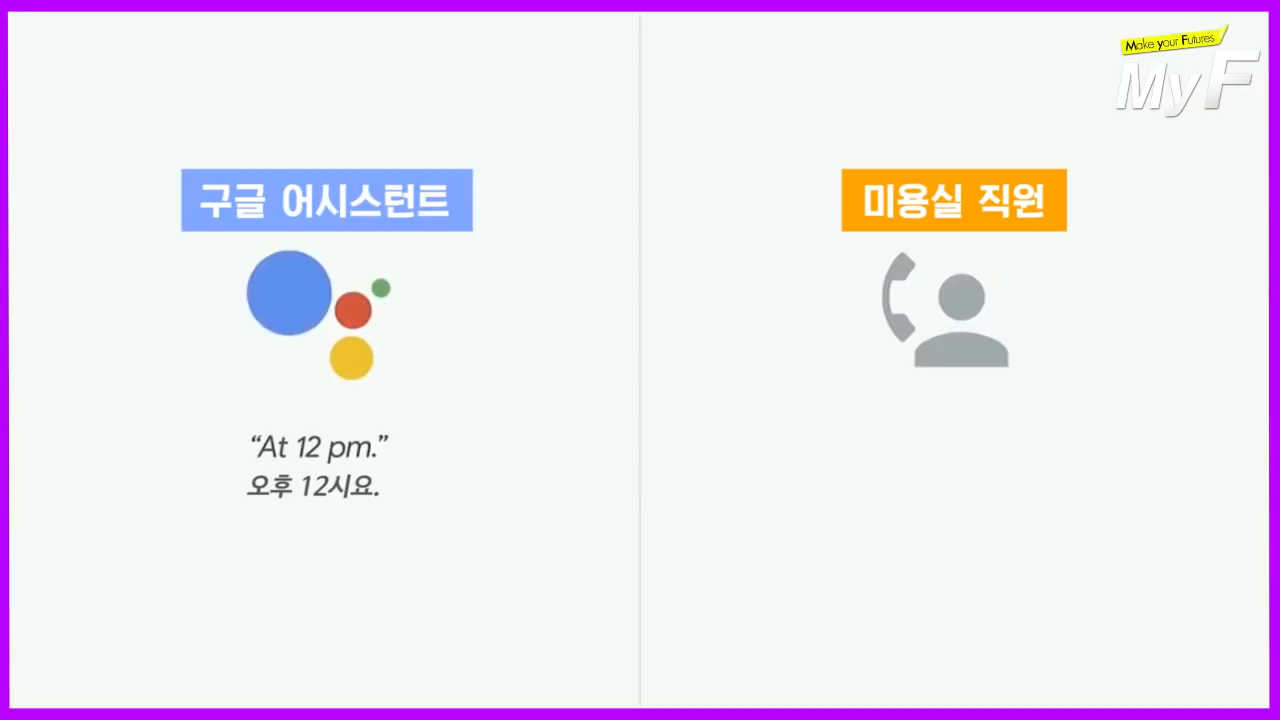 Make your Futures
MyF
구글 어시스턴트
미용실 직원
“At 12 pm.”
오후 12시요.